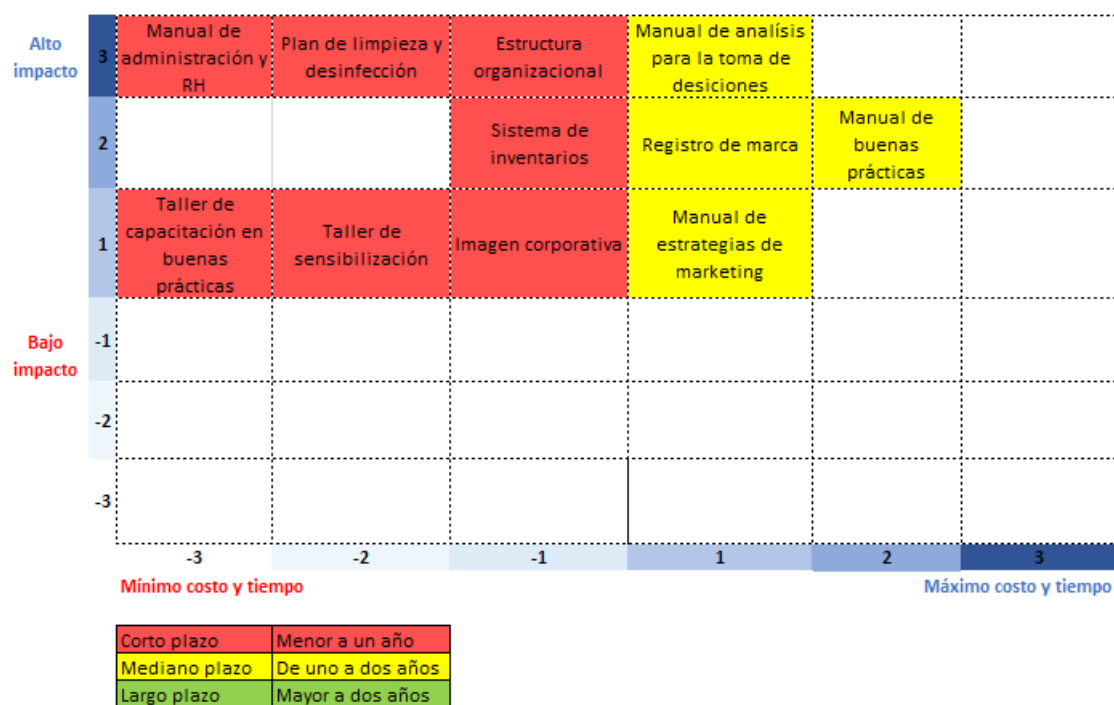 Alto
impacto
3
Manual de
administración y
RH
Plan de limpieza y
desinfección
Estructura
organizacional
Manual de analísis
para la toma de
desiciones
2
Sistema de
inventarios
Registro de marca
Manual de
buenas
prácticas
1
Taller de
capacitación en
buenas
prácticas
Taller de
sensibilización
Imagen corporativa
Manual de
estrategias de
marketing
Bajo
impacto
-1
-2
-3
-3 -2 -1 1 2 3
Mínimo costo y tiempo Máximo costo y tiempo
Corto plazo Menor a un año
Mediano plazo De uno a dos años
Largo plazo Mayor a dos años